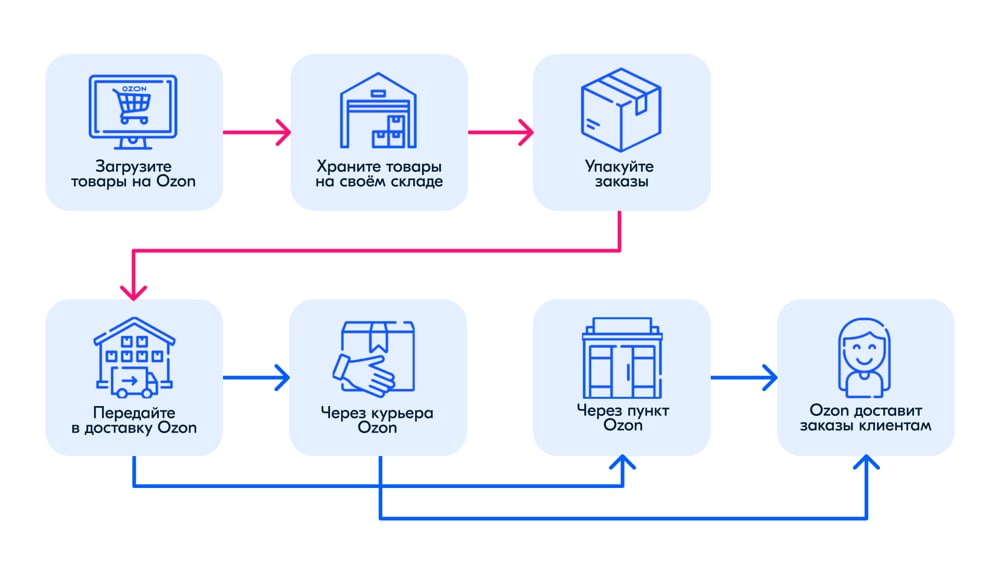 OZON
Загрузите
товары на Ozon
Храните товары
на своём складе
Упакуйте
заказы
Передайте
в доставку Ozon
Через курьера
Ozon
Через пункт
Ozon
Ozon доставит
заказы клиентам